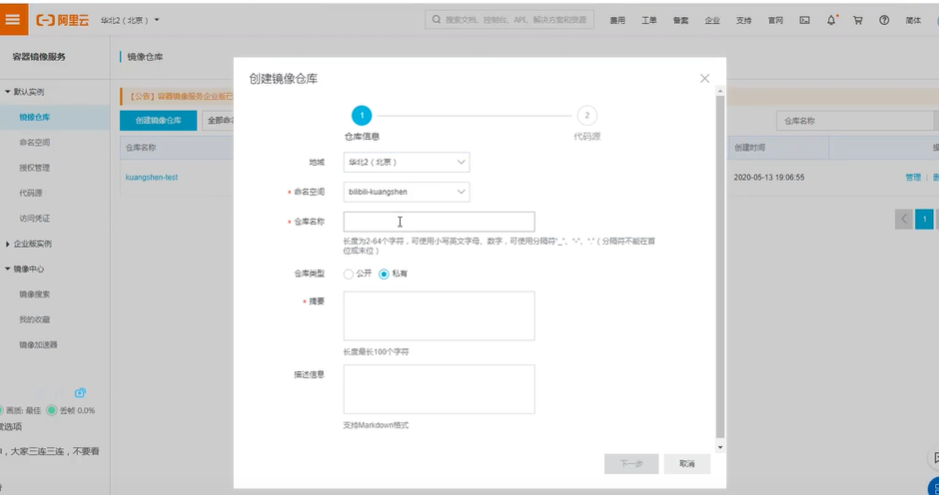 阿里云
华北2（北京）
搜索文档、控制台、API、解决方案和资源
费用
工单
备案
企业
支持
官网
简体
容器镜像服务
镜像仓库
默认实例
镜像仓库
命名空间
授权管理
代码源
访问凭证
企业版实例
镜像中心
镜像搜索
我的收藏
镜像加速器
【公告】容器镜像服务企业版已
创建镜像仓库
仓库名称
仓库名称
创建时间
kuangshen-test
2020-05-13 19:06:55
管理
1
创建镜像仓库
1
2
仓库信息
代码源
地域
华北2（北京）
* 命名空间
bilibili-kuangshen
* 仓库名称
长度为2-64个字符，可使用小写英文字母、数字，可使用分隔符"_"、"-"、"."（分隔符不能在首
位或末位）
仓库类型
公开
私有
* 摘要
长度最长100个字符
描述信息
支持Markdown格式
下一步
取消
画质: 最佳
丢帧 0.0%
，大家三连三连，不要看